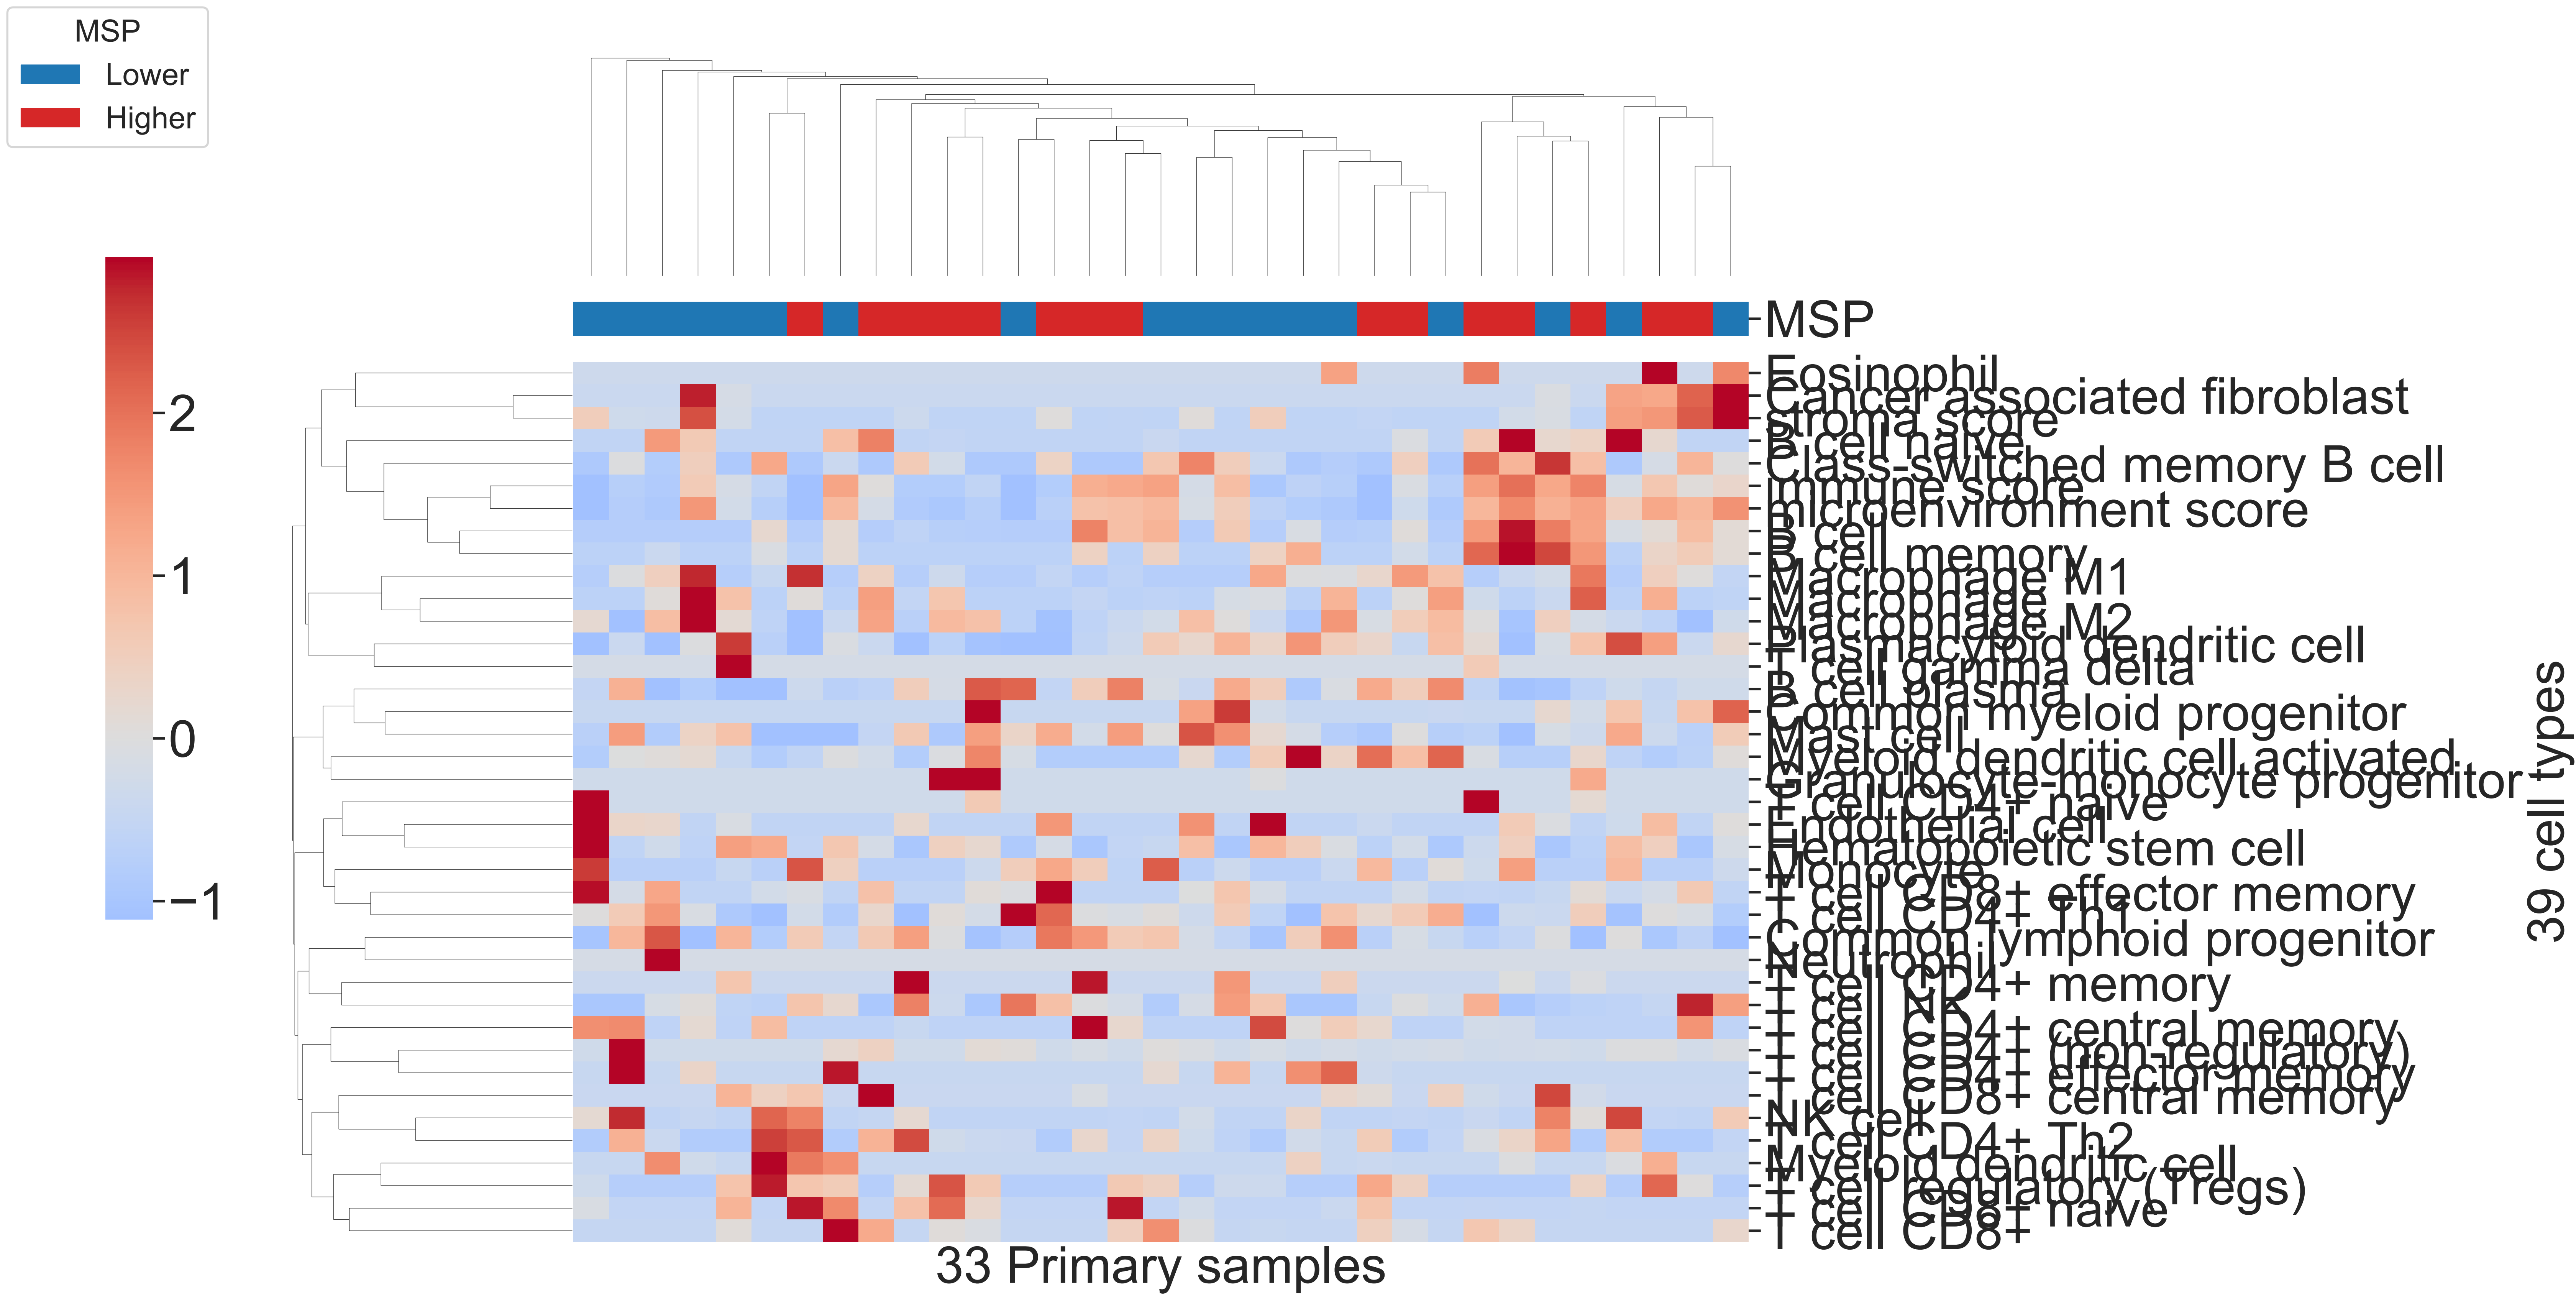 MSP
Lower
Higher
2
1
0
−1
MSP
Eosinophil
Cancer associated fibroblast
stroma score
B cell naive
Class-switched memory B cell
immune score
microenvironment score
B cell
B cell memory
Macrophage M1
Macrophage
Macrophage M2
Plasmacytoid dendritic cell
T cell gamma delta
B cell plasma
Common myeloid progenitor
Mast cell
Myeloid dendritic cell activated
Granulocyte-monocyte progenitor
T cell CD4+ naive
Endothelial cell
Hematopoietic stem cell
Monocyte
T cell CD8+ effector memory
T cell CD4+ Th1
Common lymphoid progenitor
Neutrophil
T cell CD4+ memory
T cell NK
T cell CD4+ central memory
T cell CD4+ (non-regulatory)
T cell CD4+ effector memory
T cell CD8+ central memory
NK cell
T cell CD4+ Th2
Myeloid dendritic cell
T cell regulatory (Tregs)
T cell CD8+ naive
T cell CD8+
39 cell types
33 Primary samples